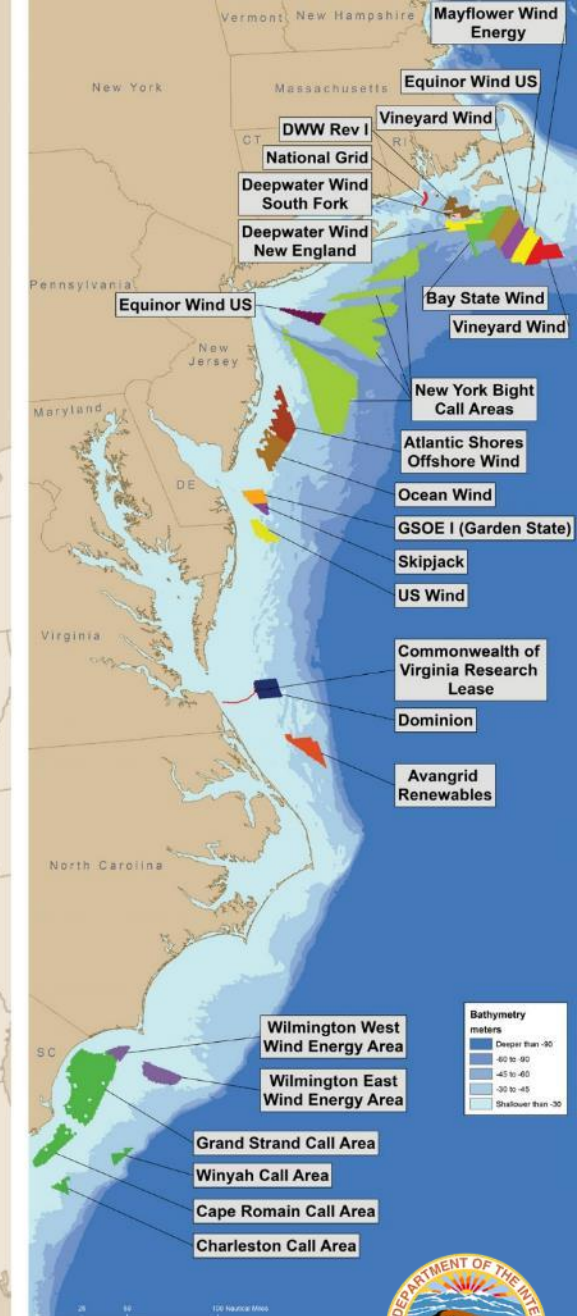 Vermont
New Hampshire
Mayflower Wind
Energy
New York
Massachusetts
Equinor Wind US
Vineyard Wind
DWW Rev I
CT
RI
National Grid
Deepwater Wind
South Fork
Deepwater Wind
New England
Pennsylvania
Equinor Wind US
Bay State Wind
Vineyard Wind
New
Jersey
New York Bight
Call Areas
Maryland
Atlantic Shores
Offshore Wind
DE
Ocean Wind
GSOE I (Garden State)
Skipjack
US Wind
Virginia
Commonwealth of
Virginia Research
Lease
Dominion
Avangrid
Renewables
North Carolina
Bathymetry
meters
Deeper than -90
-60 to -90
-45 to -60
-30 to -45
Shallower than -30
SC
Wilmington West
Wind Energy Area
Wilmington East
Wind Energy Area
Grand Strand Call Area
Winyah Call Area
Cape Romain Call Area
Charleston Call Area
DEPARTMENT OF THE INTE
25 50 100 Nautical Miles